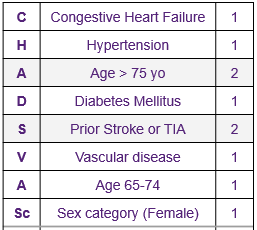 C Congestive Heart Failure 1
H Hypertension 1
A Age > 75 yo 2
D Diabetes Mellitus 1
S Prior Stroke or TIA 2
V Vascular disease 1
A Age 65-74 1
Sc Sex category (Female) 1